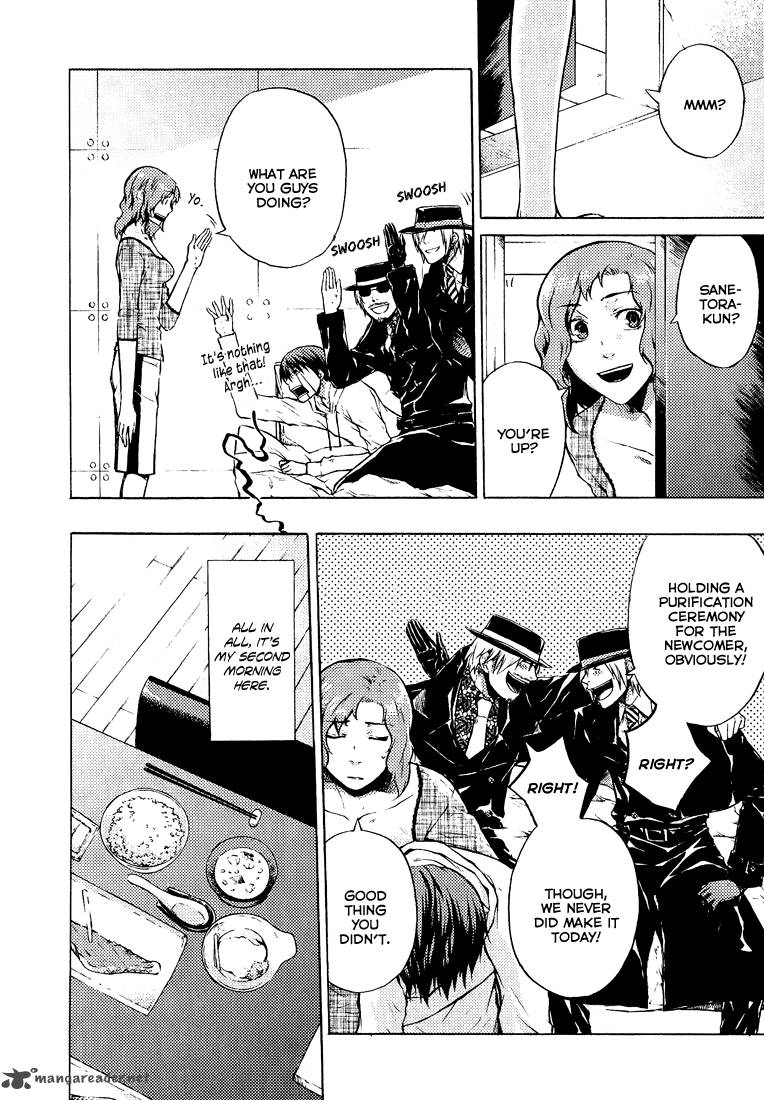 MMM?
SANE-
TORA-
KUN?
YOU'RE
UP?
WHAT ARE
YOU GUYS
DOING?
Yo.
SWOOSH
SWOOSH
It's nothing
like that!
Argh...
HOLDING A
PURIFICATION
CEREMONY
FOR THE
NEWCOMER,
OBVIOUSLY!
RIGHT?
RIGHT!
THOUGH,
WE NEVER
DID MAKE IT
TODAY!
GOOD
THING YOU
DIDN'T.
ALL IN
ALL, IT'S
MY SECOND
MORNING
HERE.
mangareader.net